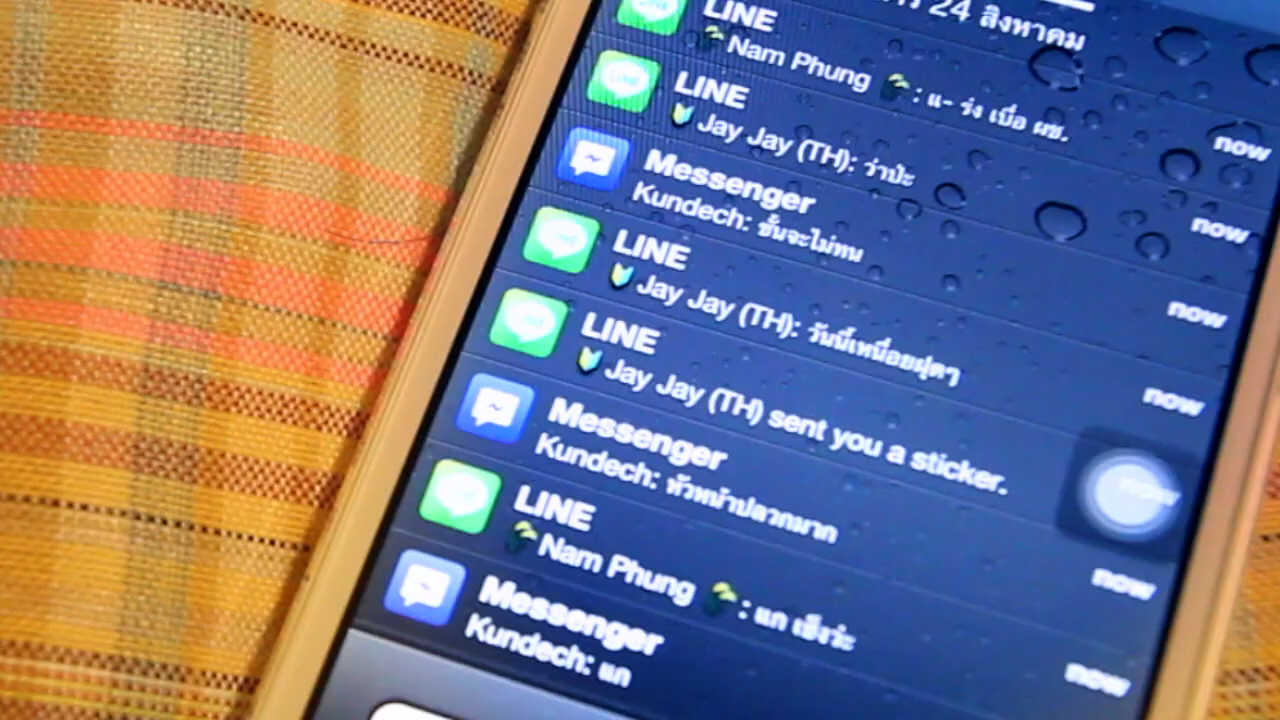 24 สิงหาคม
LINE
Nam Phung : แ- ร่ง เบื่อ ผช.
now
LINE
Jay Jay (TH): ว่าป่ะ
now
Messenger
Kundech: ชั้นจะไม่ทน
now
LINE
Jay Jay (TH): วันนี้เหนื่อยฝุดๆ
now
LINE
Jay Jay (TH) sent you a sticker.
now
Messenger
Kundech: หัวหน้าปลวกมาก
now
LINE
Nam Phung : แก เซ็งว่ะ
now
Messenger
Kundech: แก